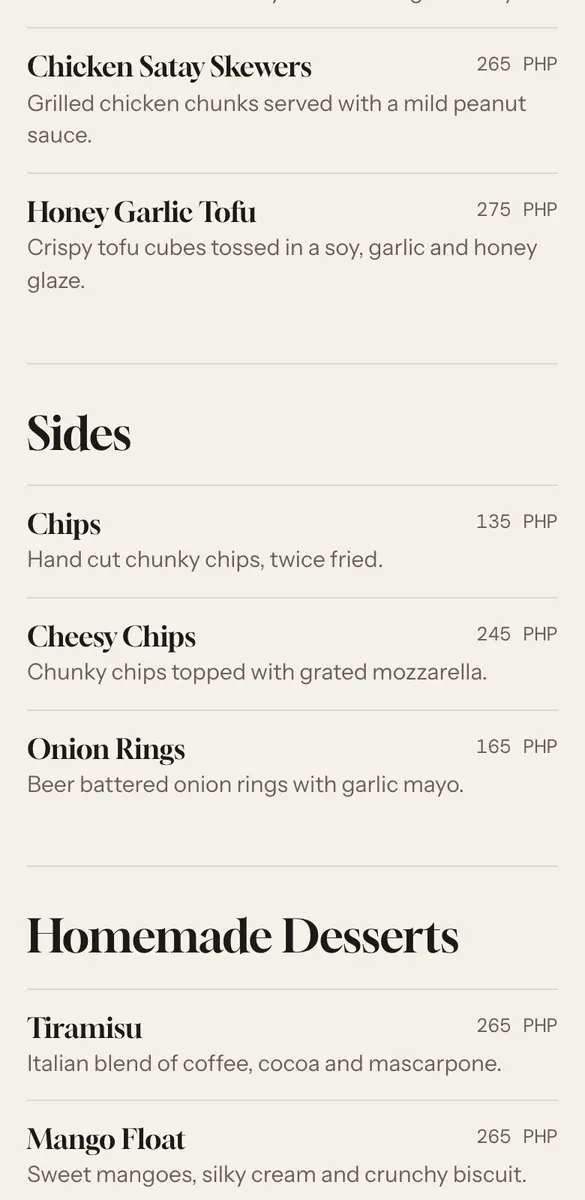 Chicken Satay Skewers 265 PHP
Grilled chicken chunks served with a mild peanut
sauce.
Honey Garlic Tofu 275 PHP
Crispy tofu cubes tossed in a soy, garlic and honey
glaze.
Sides
Chips 135 PHP
Hand cut chunky chips, twice fried.
Cheesy Chips 245 PHP
Chunky chips topped with grated mozzarella.
Onion Rings 165 PHP
Beer battered onion rings with garlic mayo.
Homemade Desserts
Tiramisu 265 PHP
Italian blend of coffee, cocoa and mascarpone.
Mango Float 265 PHP
Sweet mangoes, silky cream and crunchy biscuit.